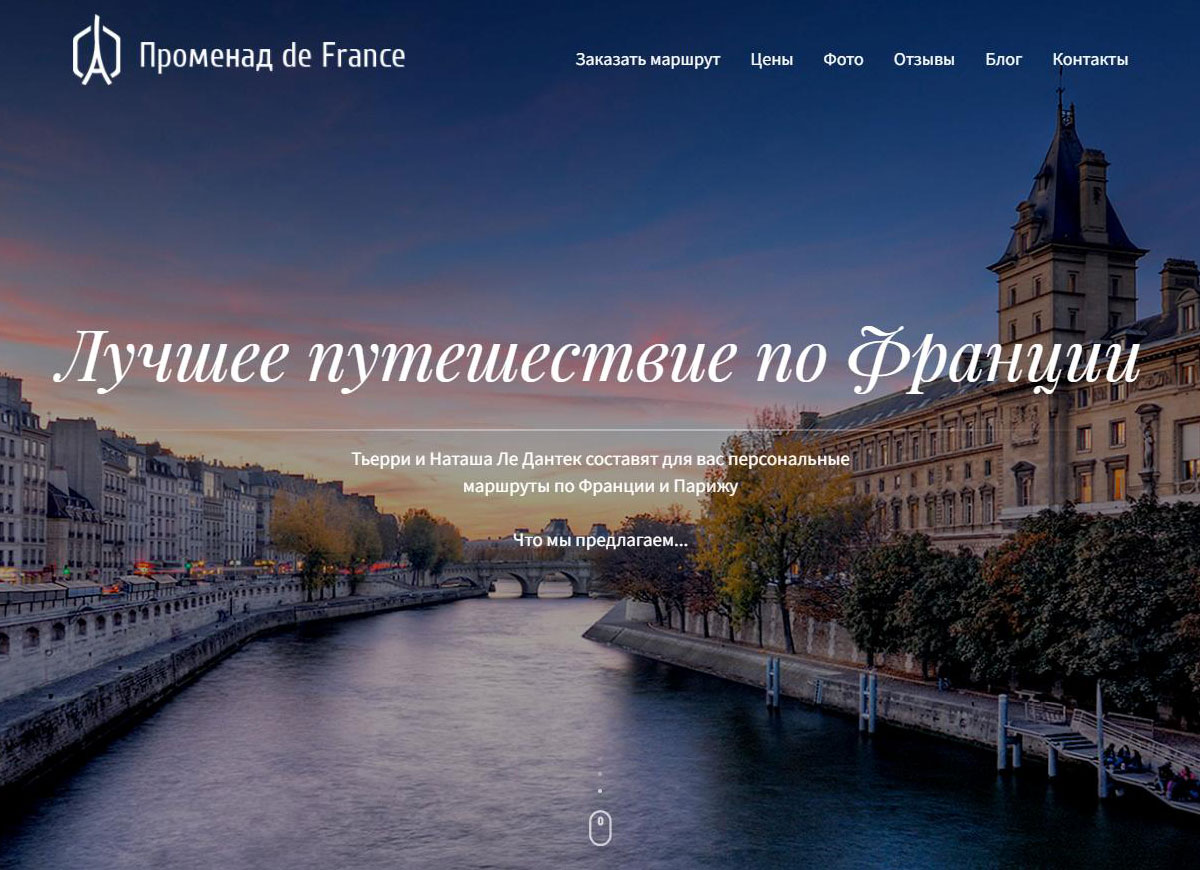 Променад de France
Заказать маршрут Цены Фото Отзывы Блог Контакты
Лучшее путешествие по Франции
Тьерри и Наташа Ле Дантек составят для вас персональные
маршруты по Франции и Парижу
Что мы предлагаем...